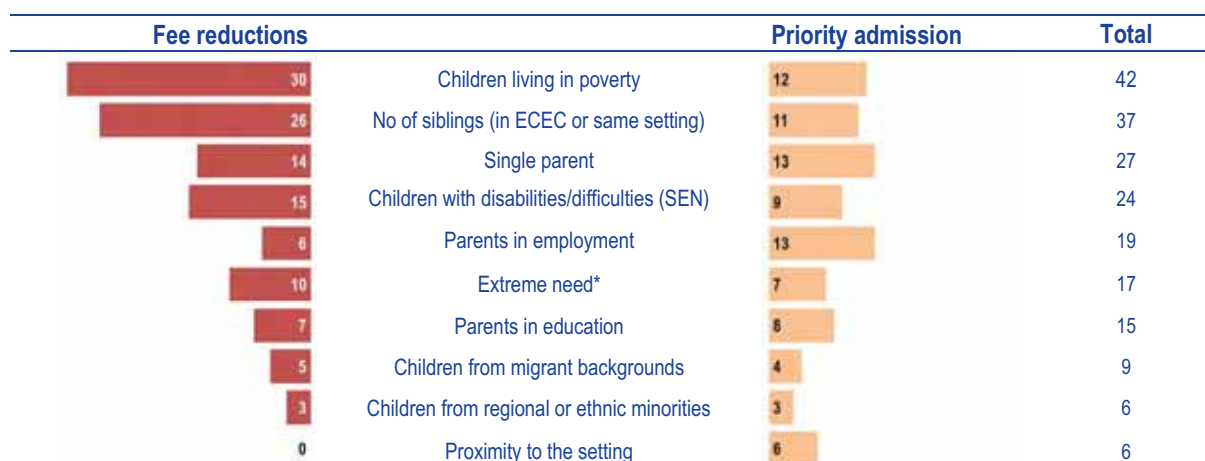 Fee reductions Priority admission Total
30 Children living in poverty 12 42
26 No of siblings (in ECEC or same setting) 11 37
14 Single parent 13 27
15 Children with disabilities/difficulties (SEN) 9 24
6 Parents in employment 13 19
10 Extreme need* 7 17
7 Parents in education 8 15
5 Children from migrant backgrounds 4 9
3 Children from regional or ethnic minorities 3 6
0 Proximity to the setting 6 6